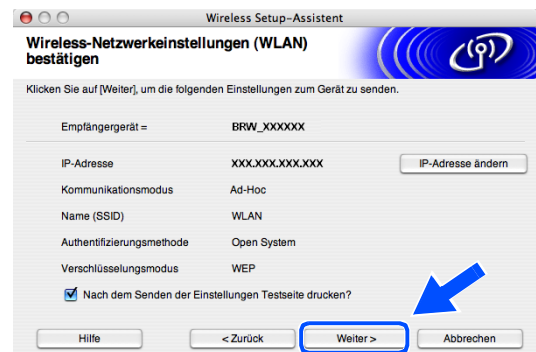 Wireless Setup-Assistent
Wireless-Netzwerkeinstellungen (WLAN)
bestätigen
Klicken Sie auf [Weiter], um die folgenden Einstellungen zum Gerät zu senden.
Empfängergerät = BRW_XXXXXX
IP-Adresse XXX.XXX.XXX.XXX IP-Adresse ändern
Kommunikationsmodus Ad-Hoc
Name (SSID) WLAN
Authentifizierungsmethode Open System
Verschlüsselungsmodus WEP
Nach dem Senden der Einstellungen Testseite drucken?
Hilfe < Zurück Weiter > Abbrechen